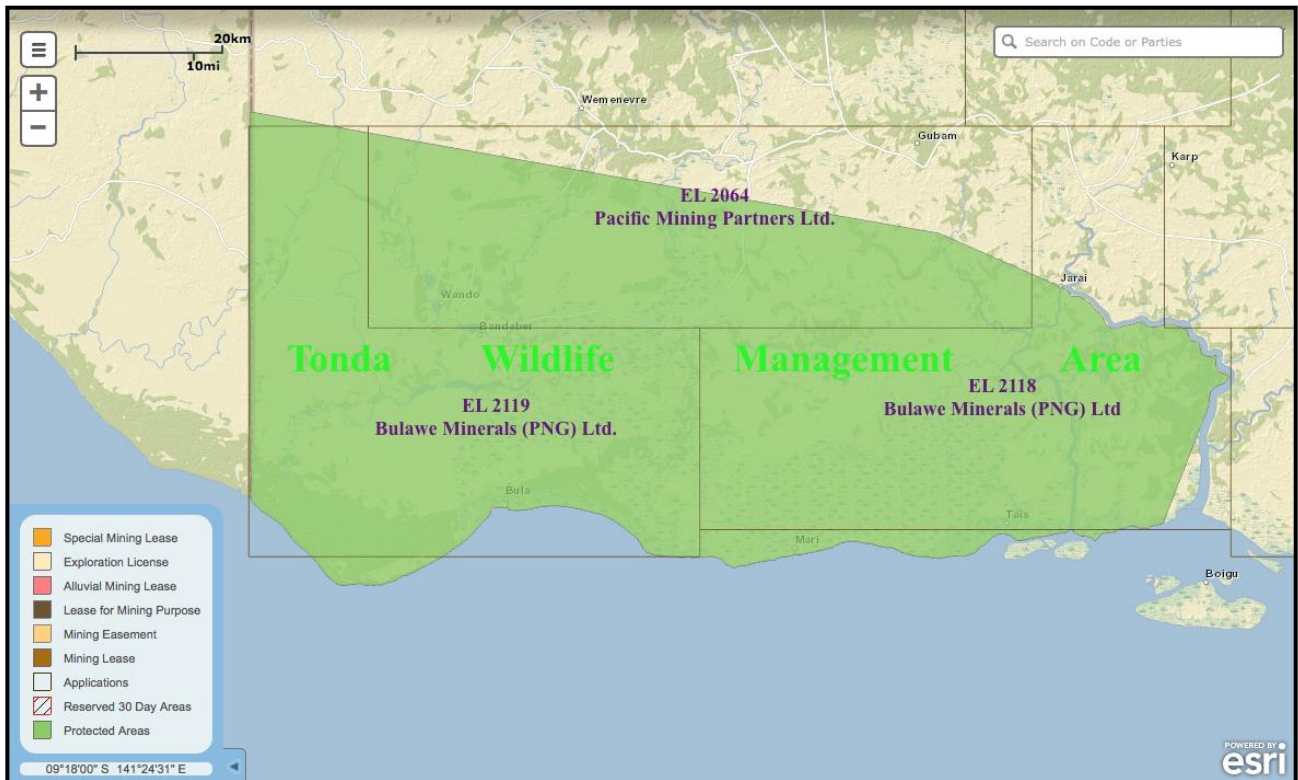 20km
10mi
Search on Code or Parties
Wemenevre
Gubam
Karp
EL 2064
Pacific Mining Partners Ltd.
Jarai
Wando
Bandaber
Tonda Wildlife Management Area
EL 2119
Bulawe Minerals (PNG) Ltd.
EL 2118
Bulawe Minerals (PNG) Ltd
Bula
Tais
Mari
Boigu
Special Mining Lease
Exploration License
Alluvial Mining Lease
Lease for Mining Purpose
Mining Easement
Mining Lease
Applications
Reserved 30 Day Areas
Protected Areas
09°18'00" S 141°24'31" E
POWERED BY
esri